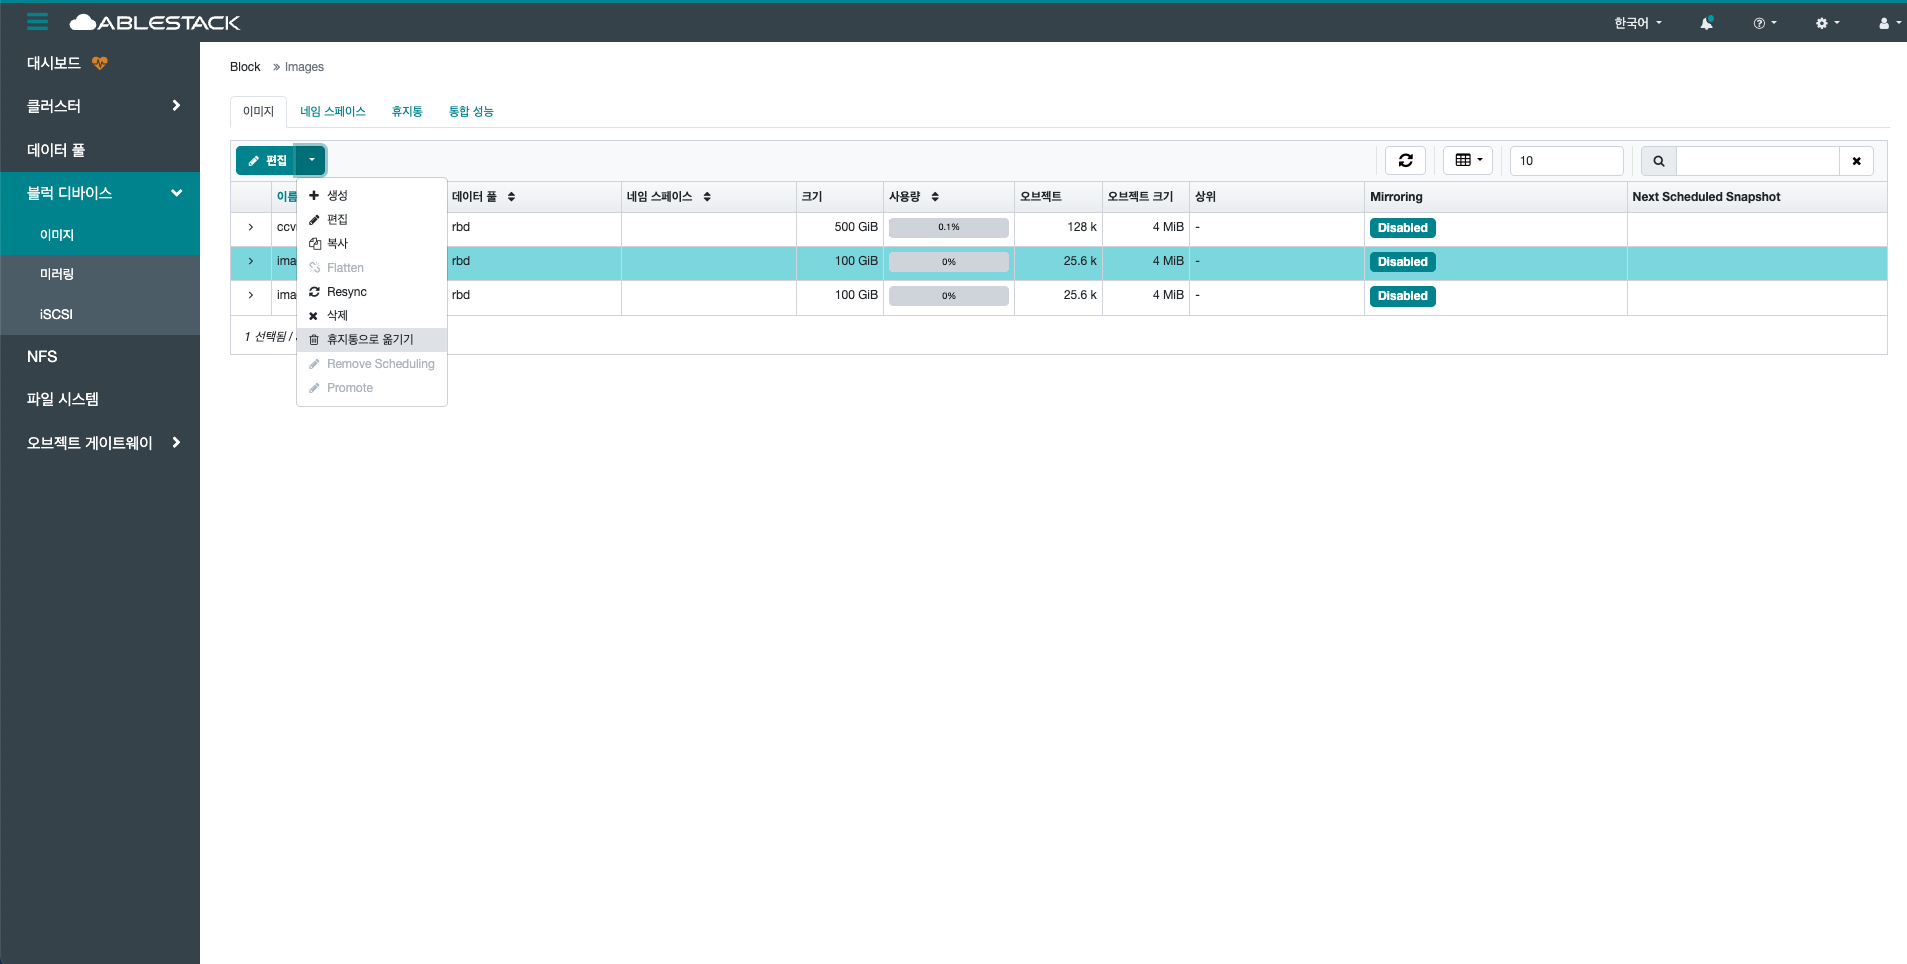 ABLESTACK
한국어
대시보드
클러스터
데이터 풀
블럭 디바이스
이미지
미러링
iSCSI
NFS
파일 시스템
오브젝트 게이트웨이
Block » Images
이미지 네임 스페이스 휴지통 통합 성능
편집
10
이름 데이터 풀 네임 스페이스 크기 사용량 오브젝트 오브젝트 크기 상위 Mirroring Next Scheduled Snapshot
rbd 500 GiB 0.1% 128 k 4 MiB - Disabled
rbd 100 GiB 0% 25.6 k 4 MiB - Disabled
rbd 100 GiB 0% 25.6 k 4 MiB - Disabled
1 선택됨 /
생성
편집
복사
Flatten
Resync
삭제
휴지통으로 옮기기
Remove Scheduling
Promote